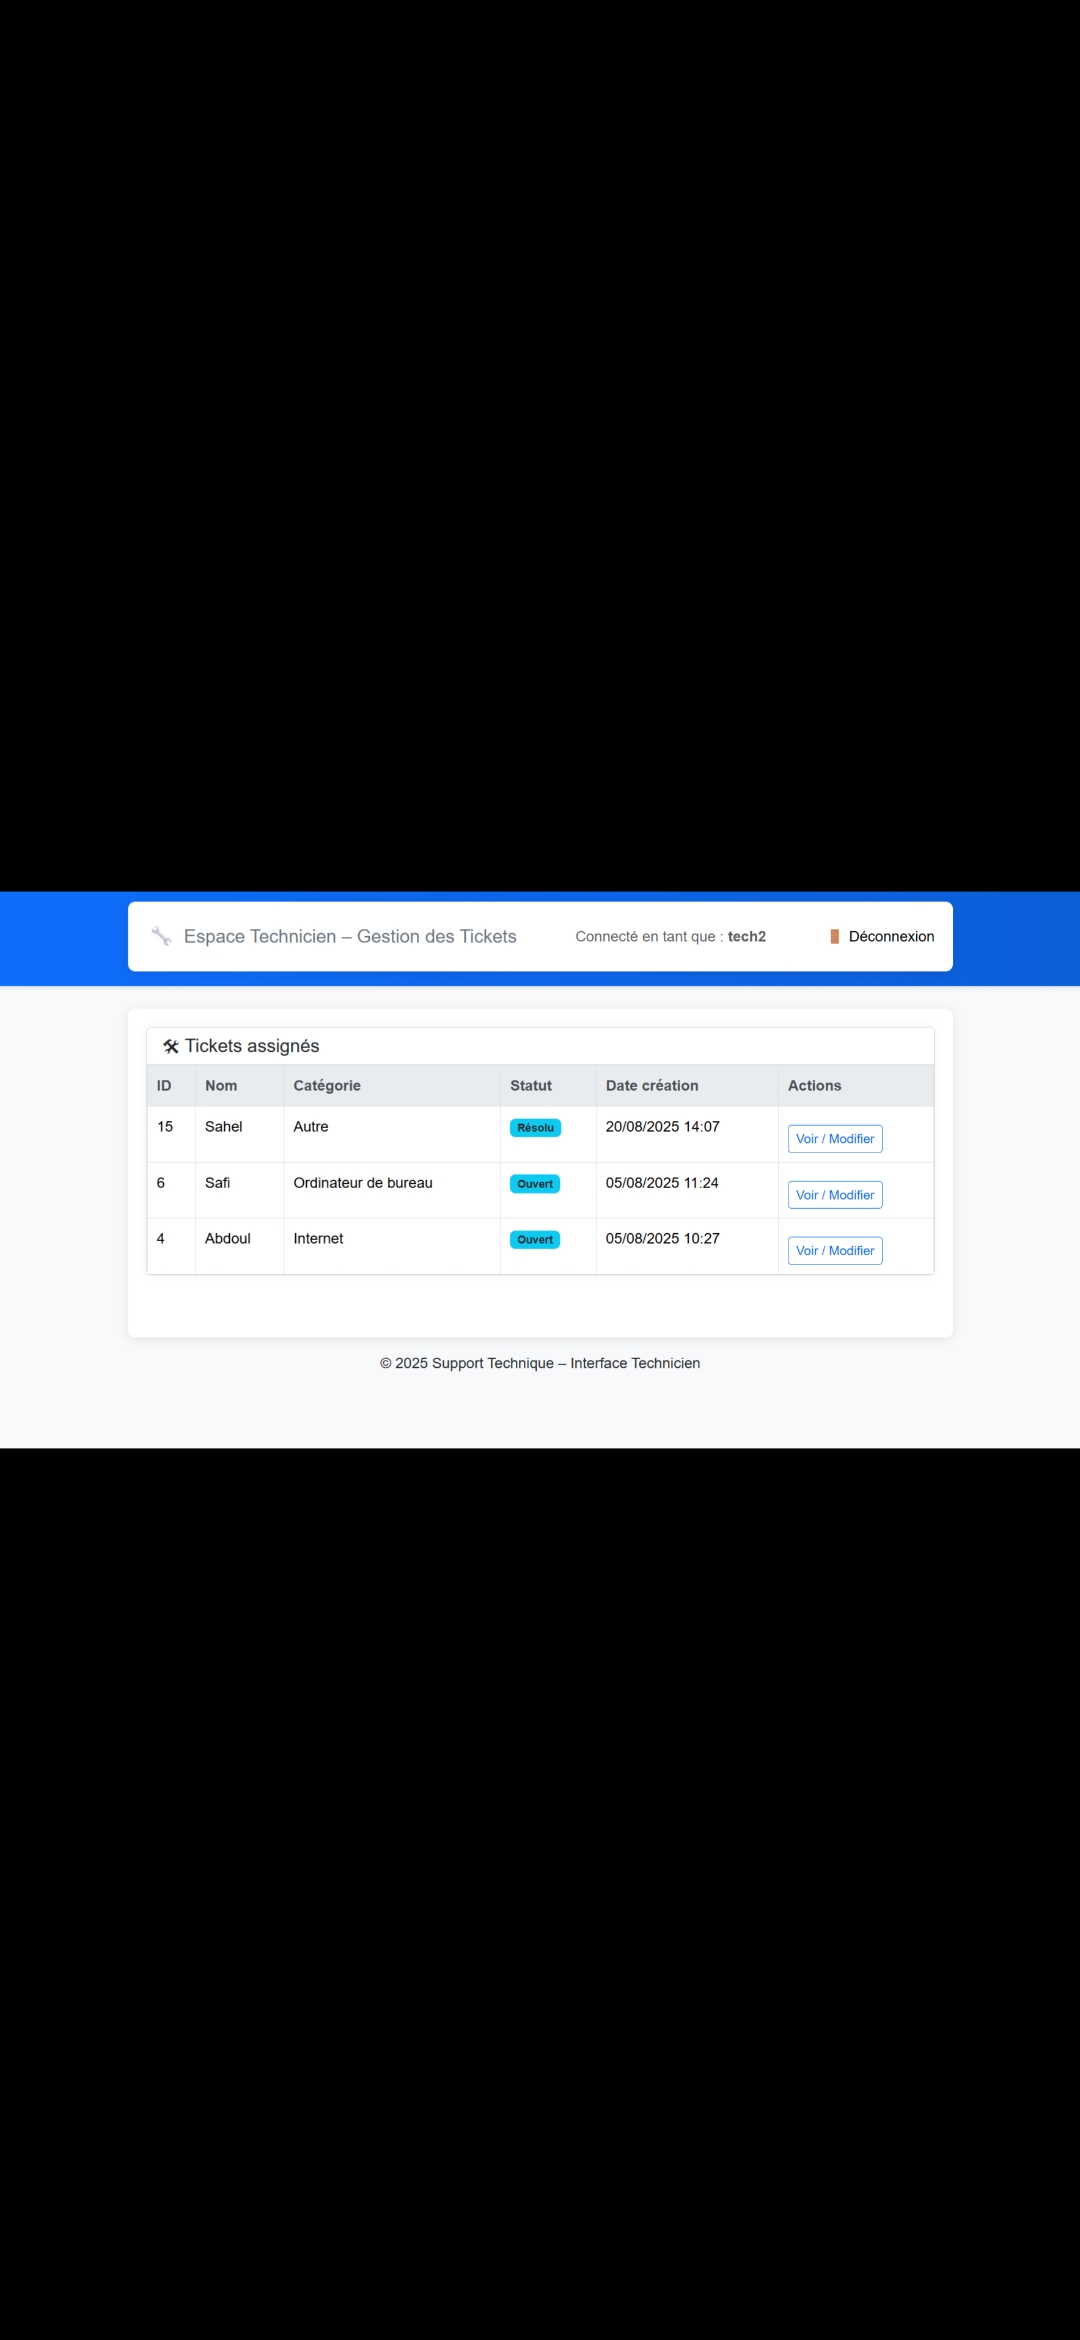 Espace Technicien – Gestion des Tickets Connecté en tant que : tech2 Déconnexion
Tickets assignés
ID Nom Catégorie Statut Date création Actions
15 Sahel Autre Résolu 20/08/2025 14:07 Voir / Modifier
6 Safi Ordinateur de bureau Ouvert 05/08/2025 11:24 Voir / Modifier
4 Abdoul Internet Ouvert 05/08/2025 10:27 Voir / Modifier
© 2025 Support Technique – Interface Technicien